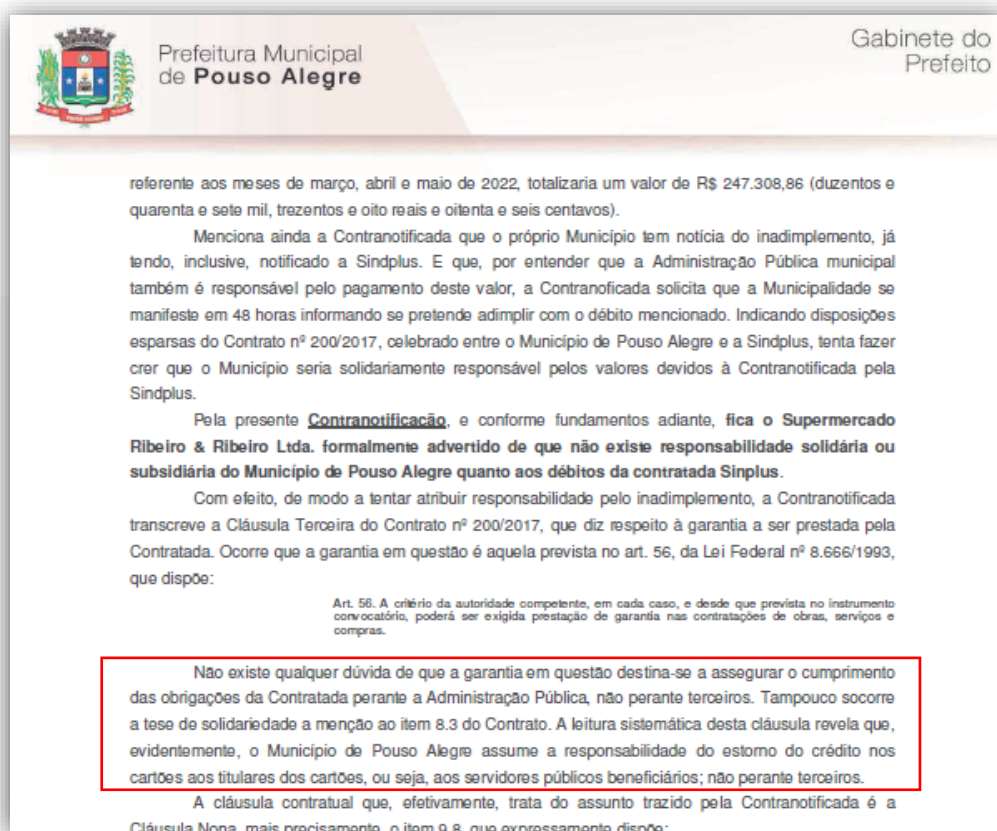 Prefeitura Municipal
de Pouso Alegre
Gabinete do
Prefeito
referente aos meses de março, abril e maio de 2022, totalizaria um valor de R$ 247.308,86 (duzentos e
quarenta e sete mil, trezentos e oito reais e oitenta e seis centavos).
Menciona ainda a Contranotificada que o próprio Município tem notícia do inadimplemento, já
tendo, inclusive, notificado a Sindplus. E que, por entender que a Administração Pública municipal
também é responsável pelo pagamento deste valor, a Contranoficada solicita que a Municipalidade se
manifeste em 48 horas informando se pretende adimplir com o débito mencionado. Indicando disposições
esparsas do Contrato nº 200/2017, celebrado entre o Município de Pouso Alegre e a Sindplus, tenta fazer
crer que o Município seria solidariamente responsável pelos valores devidos à Contranotificada pela
Sindplus.
Pela presente Contranotificação, e conforme fundamentos adiante, fica o Supermercado
Ribeiro & Ribeiro Ltda. formalmente advertido de que não existe responsabilidade solidária ou
subsidiária do Município de Pouso Alegre quanto aos débitos da contratada Sinplus.
Com efeito, de modo a tentar atribuir responsabilidade pelo inadimplemento, a Contranotificada
transcreve a Cláusula Terceira do Contrato nº 200/2017, que diz respeito à garantia a ser prestada pela
Contratada. Ocorre que a garantia em questão é aquela prevista no art. 56, da Lei Federal nº 8.666/1993,
que dispõe:
Art. 56. A critério da autoridade competente, em cada caso, e desde que prevista no instrumento
convocatório, poderá ser exigida prestação de garantia nas contratações de obras, serviços e
compras.
Não existe qualquer dúvida de que a garantia em questão destina-se a assegurar o cumprimento
das obrigações da Contratada perante a Administração Pública, não perante terceiros. Tampouco socorre
a tese de solidariedade a menção ao item 8.3 do Contrato. A leitura sistemática desta cláusula revela que,
evidentemente, o Município de Pouso Alegre assume a responsabilidade do estorno do crédito nos
cartões aos titulares dos cartões, ou seja, aos servidores públicos beneficiários; não perante terceiros.
A cláusula contratual que, efetivamente, trata do assunto trazido pela Contranotificada é a
Cláusula Nona, mais precisamente, o item 9.8, que expressamente dispõe: